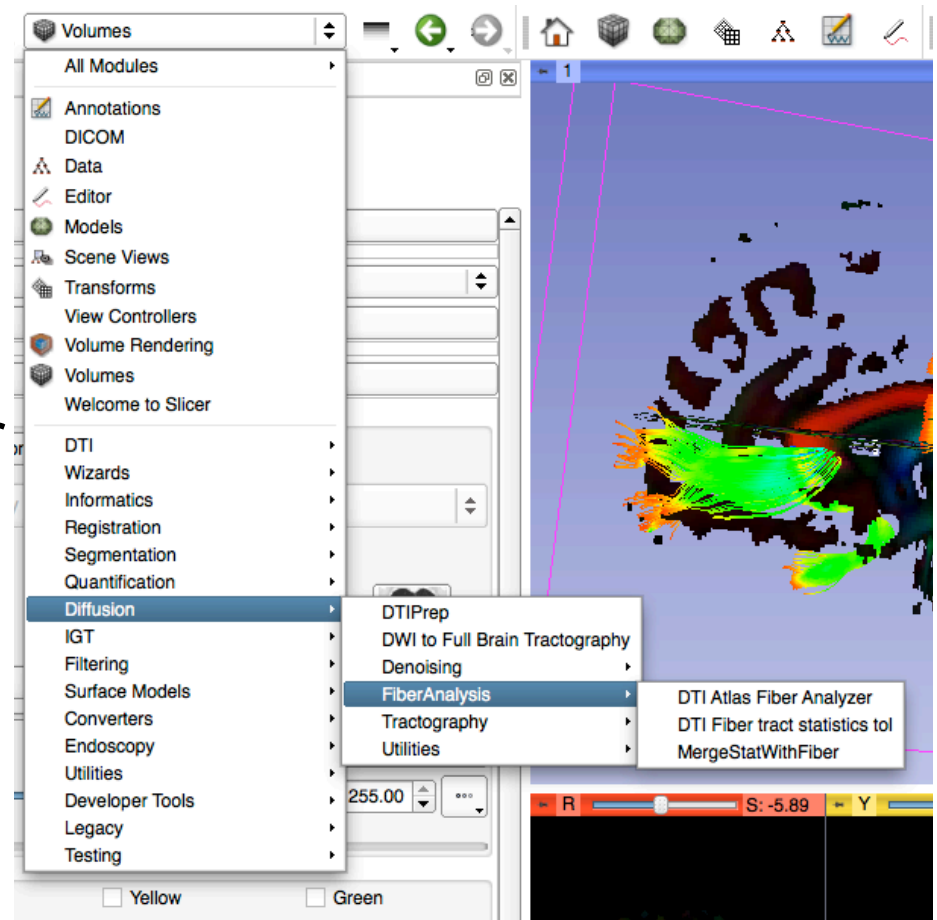 Volumes
All Modules
Annotations
DICOM
Data
Editor
Models
Scene Views
Transforms
View Controllers
Volume Rendering
Volumes
Welcome to Slicer
DTI
Wizards
Informatics
Registration
Segmentation
Quantification
Diffusion
IGT
Filtering
Surface Models
Converters
Endoscopy
Utilities
Developer Tools
Legacy
Testing
DTIPrep
DWI to Full Brain Tractography
Denoising
FiberAnalysis
Tractography
Utilities
DTI Atlas Fiber Analyzer
DTI Fiber tract statistics tol
MergeStatWithFiber
255.00
Yellow
Green
1
R
S: -5.89
Y